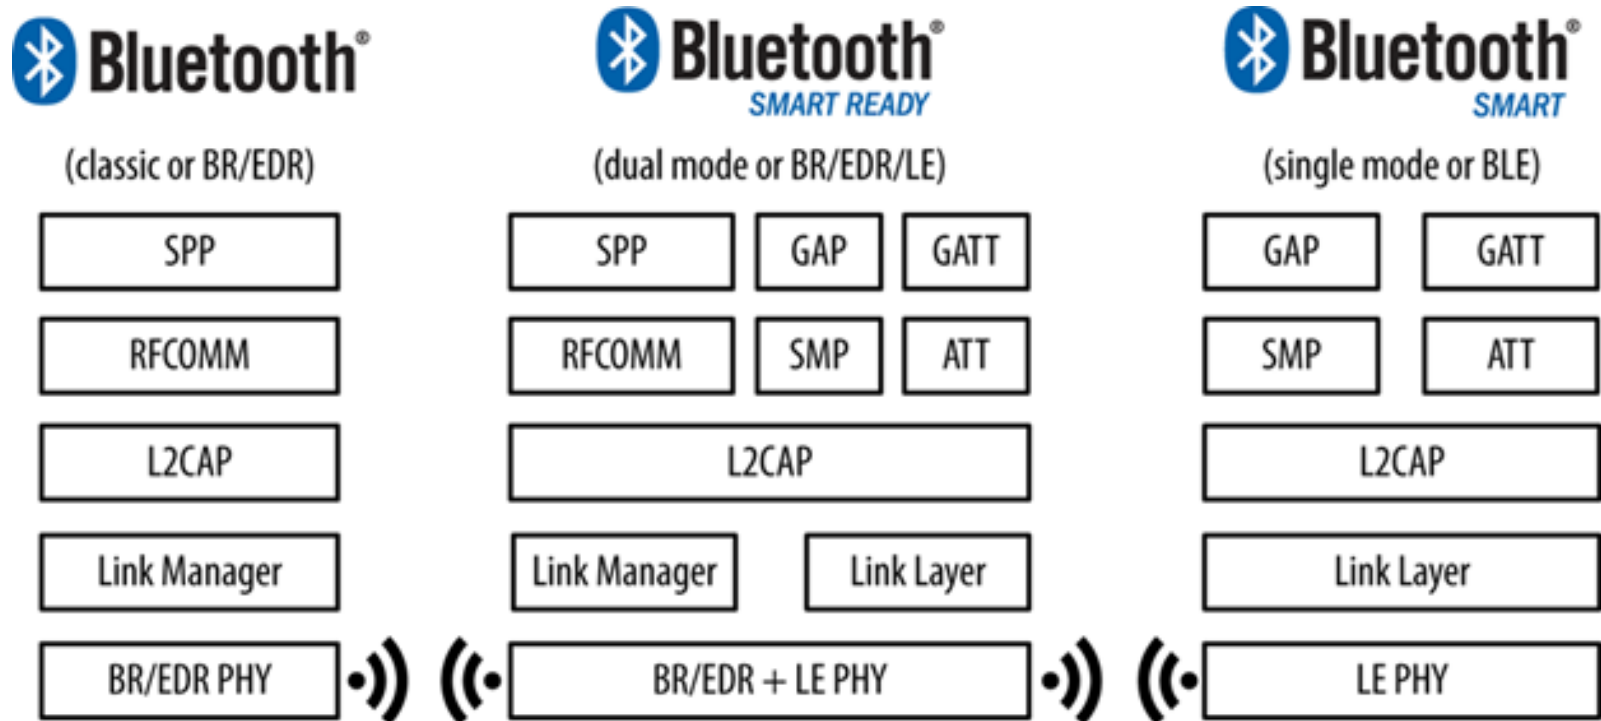 Bluetooth®
(classic or BR/EDR)
SPP
RFCOMM
L2CAP
Link Manager
BR/EDR PHY
Bluetooth®
SMART READY
(dual mode or BR/EDR/LE)
SPP GAP GATT
RFCOMM SMP ATT
L2CAP
Link Manager Link Layer
BR/EDR + LE PHY
Bluetooth®
SMART
(single mode or BLE)
GAP GATT
SMP ATT
L2CAP
Link Layer
LE PHY